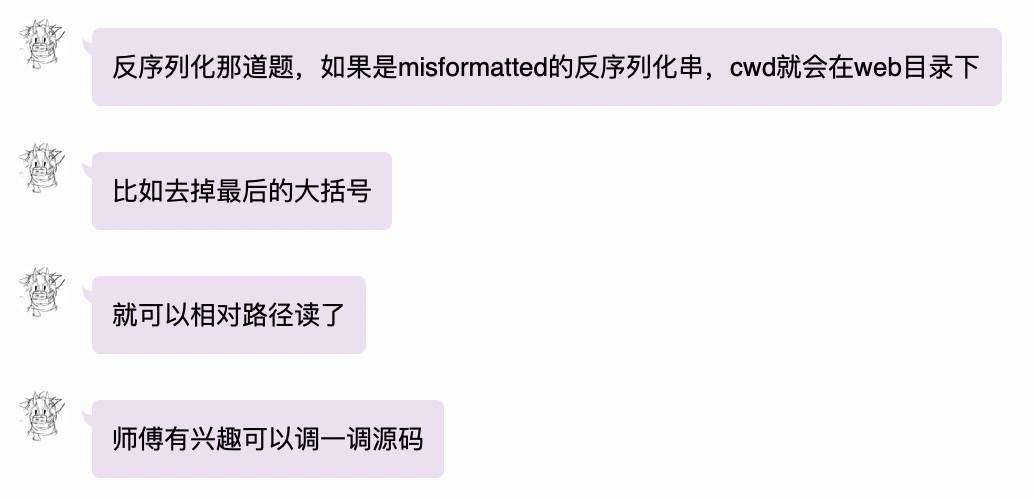 反序列化那道题，如果是misformatted的反序列化串，cwd就会在web目录下
比如去掉最后的大括号
就可以相对路径读了
师傅有兴趣可以调一调源码